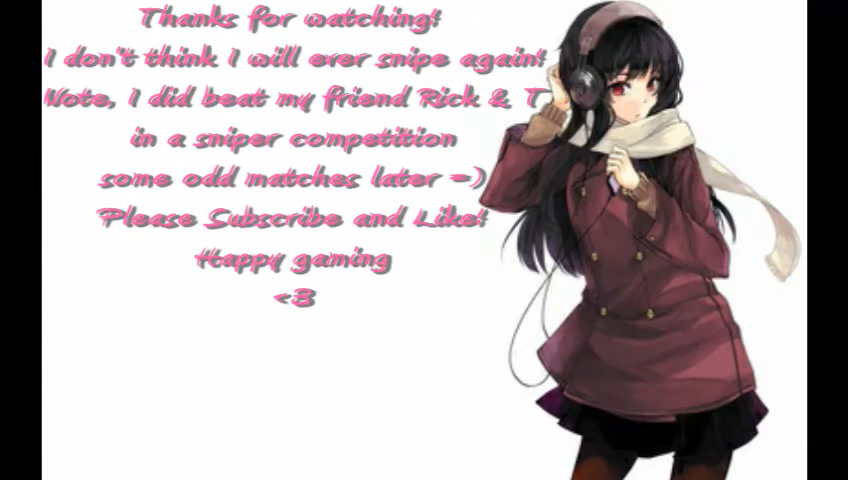 Thanks for watching!
I don't think I will ever snipe again!
Note, I did beat my friend Rick & T
in a sniper competition
some odd matches later =)
Please Subscribe and Like!
Happy gaming
<3